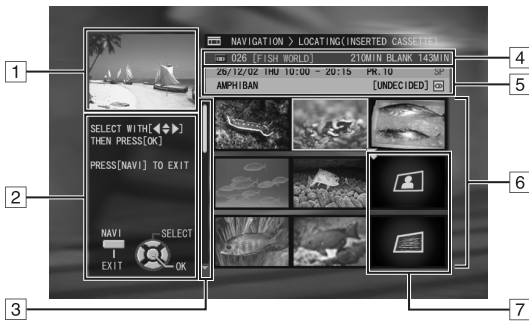 NAVIGATION > LOCATING(INSERTED CASSETTE)
026 [FISH WORLD] 210MIN BLANK 143MIN
26/12/02 THU 10:00 - 20:15 PR.10 SP
AMPHIBAN [UNDECIDED]
SELECT WITH[◀◆▶]
THEN PRESS[OK]
PRESS[NAVI] TO EXIT
NAVI
SELECT
EXIT
OK
1
2
3
4
5
6
7